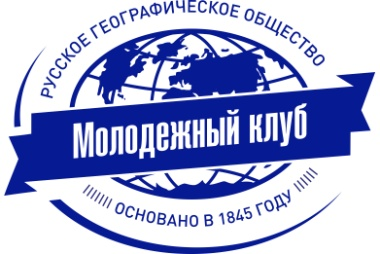 РУССКОЕ ГЕОГРАФИЧЕСКОЕ ОБЩЕСТВО
Молодежный клуб
ОСНОВАНО В 1845 ГОДУ